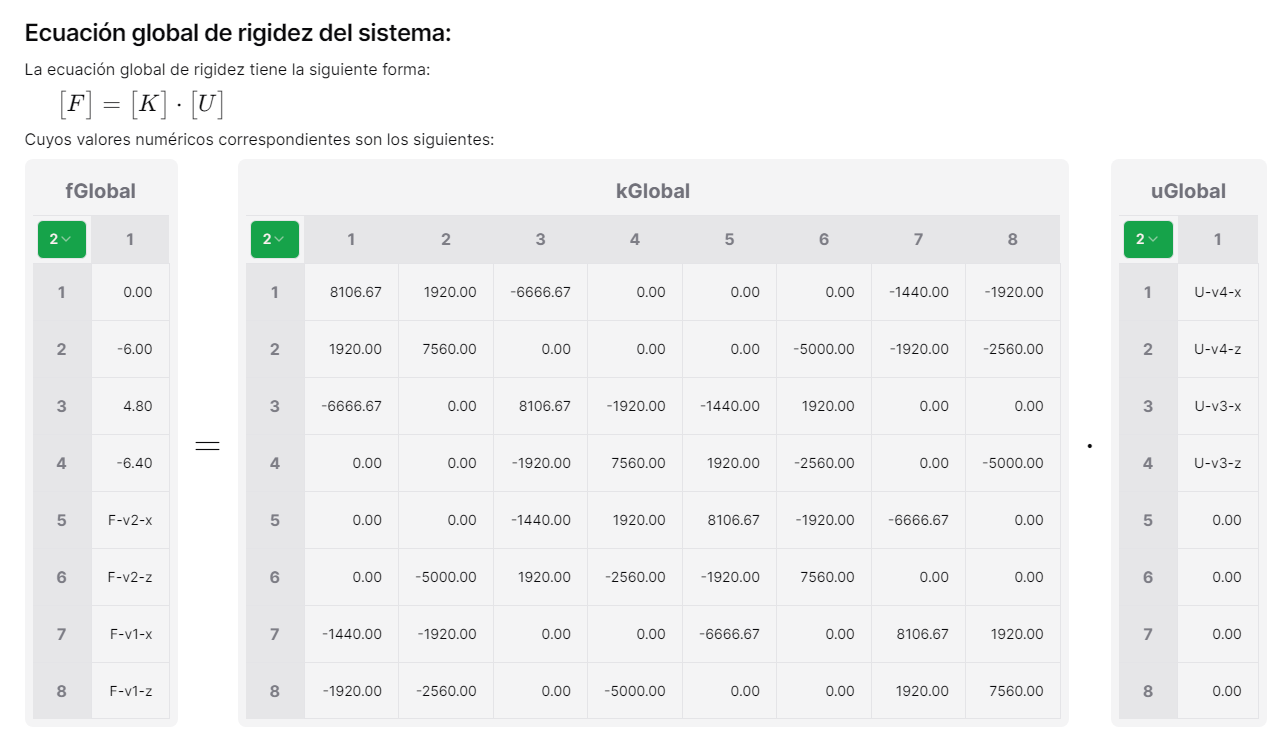 Ecuación global de rigidez del sistema:
La ecuación global de rigidez tiene la siguiente forma:
[F] = [K] · [U]
Cuyos valores numéricos correspondientes son los siguientes:
fGlobal
2 1
1 0.00
2 -6.00
3 4.80
4 -6.40
5 F-v2-x
6 F-v2-z
7 F-v1-x
8 F-v1-z
=
kGlobal
2 1 2 3 4 5 6 7 8
1 8106.67 1920.00 -6666.67 0.00 0.00 0.00 -1440.00 -1920.00
2 1920.00 7560.00 0.00 0.00 0.00 -5000.00 -1920.00 -2560.00
3 -6666.67 0.00 8106.67 -1920.00 -1440.00 1920.00 0.00 0.00
4 0.00 0.00 -1920.00 7560.00 1920.00 -2560.00 0.00 -5000.00
5 0.00 0.00 -1440.00 1920.00 8106.67 -1920.00 -6666.67 0.00
6 0.00 -5000.00 1920.00 -2560.00 -1920.00 7560.00 0.00 0.00
7 -1440.00 -1920.00 0.00 0.00 -6666.67 0.00 8106.67 1920.00
8 -1920.00 -2560.00 0.00 -5000.00 0.00 0.00 1920.00 7560.00
·
uGlobal
2 1
1 U-v4-x
2 U-v4-z
3 U-v3-x
4 U-v3-z
5 0.00
6 0.00
7 0.00
8 0.00